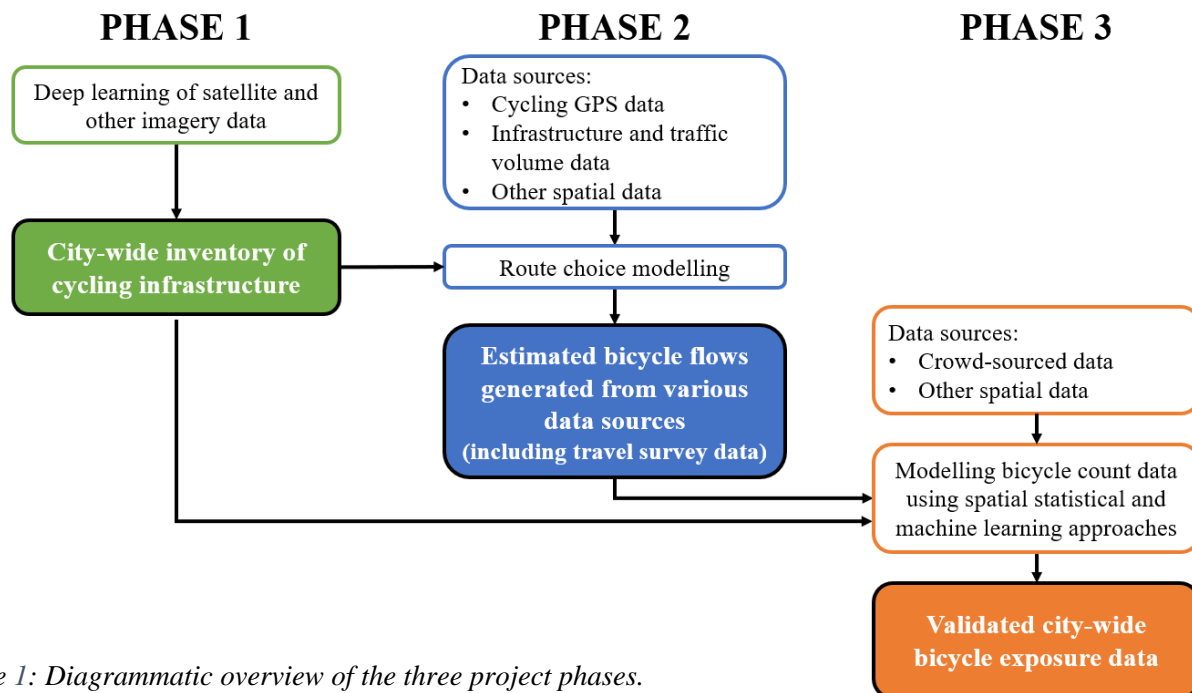 PHASE 1
Deep learning of satellite and
other imagery data
City-wide inventory of
cycling infrastructure
PHASE 2
Data sources:
• Cycling GPS data
• Infrastructure and traffic
volume data
• Other spatial data
Route choice modelling
Estimated bicycle flows
generated from various
data sources
(including travel survey data)
PHASE 3
Data sources:
• Crowd-sourced data
• Other spatial data
Modelling bicycle count data
using spatial statistical and
machine learning approaches
Validated city-wide
bicycle exposure data
e 1: Diagrammatic overview of the three project phases.